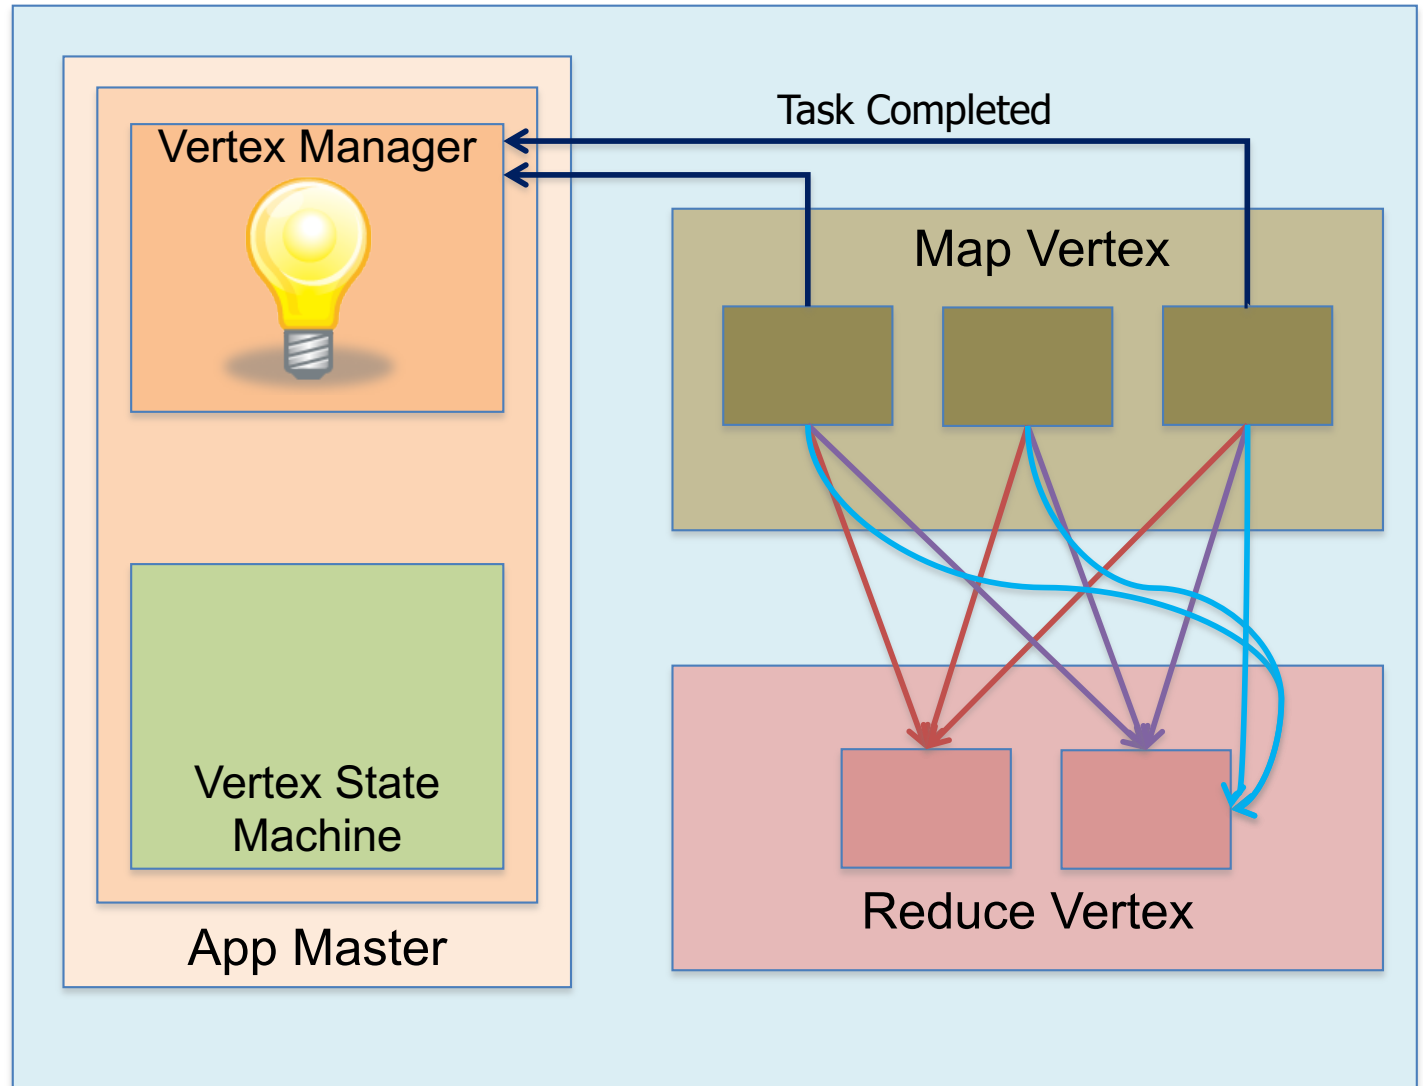 Task Completed
Vertex Manager
Map Vertex
Vertex State
Machine
Reduce Vertex
App Master